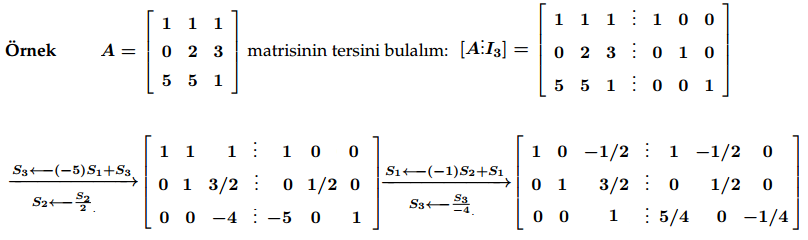 Örnek A = [ 1 1 1 ; 0 2 3 ; 5 5 1 ] matrisinin tersini bulalım: [A⋮I₃] = [ 1 1 1 ⋮ 1 0 0 ; 0 2 3 ⋮ 0 1 0 ; 5 5 1 ⋮ 0 0 1 ]
S₃←(-5)S₁+S₃ S₂←S₂/2. [ 1 1 1 ⋮ 1 0 0 ; 0 1 3/2 ⋮ 0 1/2 0 ; 0 0 -4 ⋮ -5 0 1 ] S₁←(-1)S₂+S₁ S₃←S₃/-4. [ 1 0 -1/2 ⋮ 1 -1/2 0 ; 0 1 3/2 ⋮ 0 1/2 0 ; 0 0 1 ⋮ 5/4 0 -1/4 ]